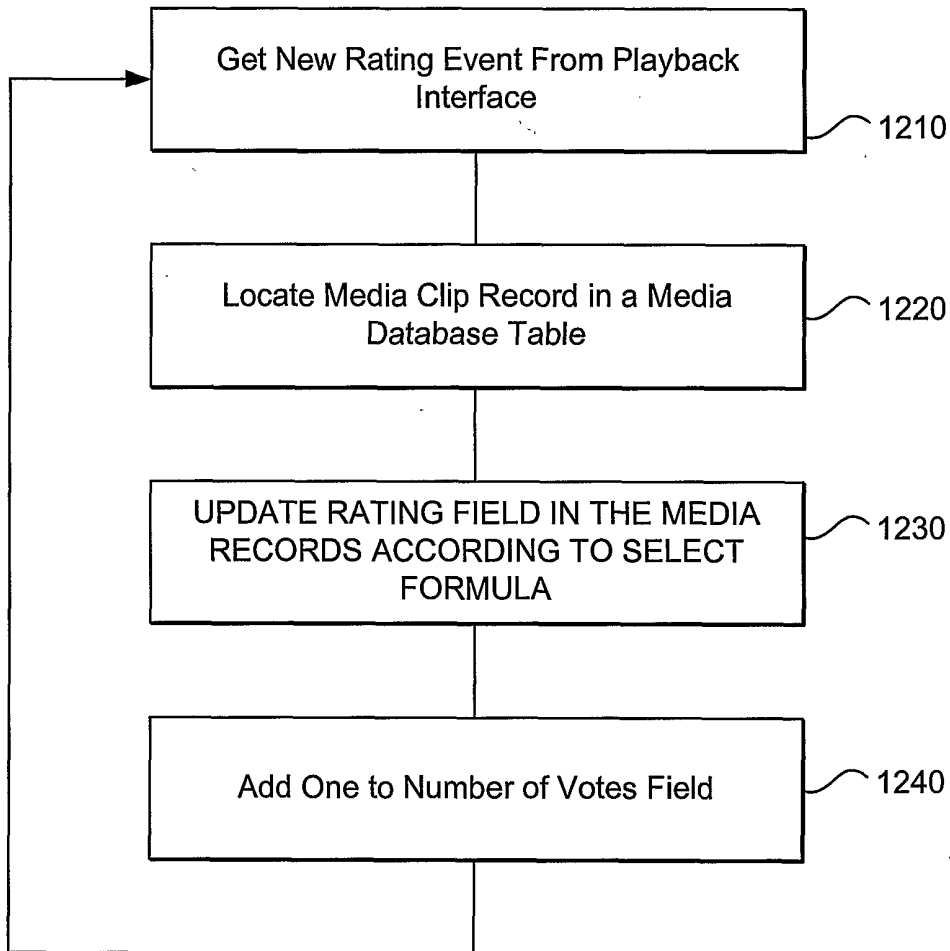 Get New Rating Event From Playback
Interface
1210
Locate Media Clip Record in a Media
Database Table
1220
UPDATE RATING FIELD IN THE MEDIA
RECORDS ACCORDING TO SELECT
FORMULA
1230
Add One to Number of Votes Field
1240